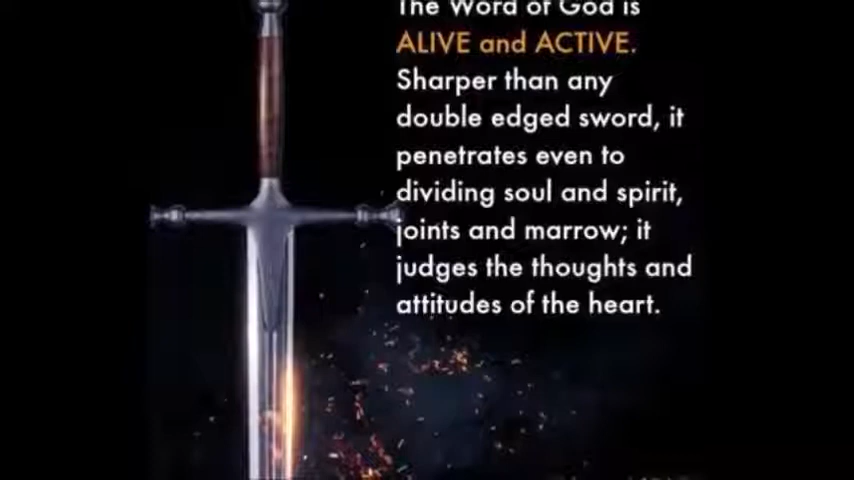 The Word of God is
ALIVE and ACTIVE.
Sharper than any
double edged sword, it
penetrates even to
dividing soul and spirit,
joints and marrow; it
judges the thoughts and
attitudes of the heart.